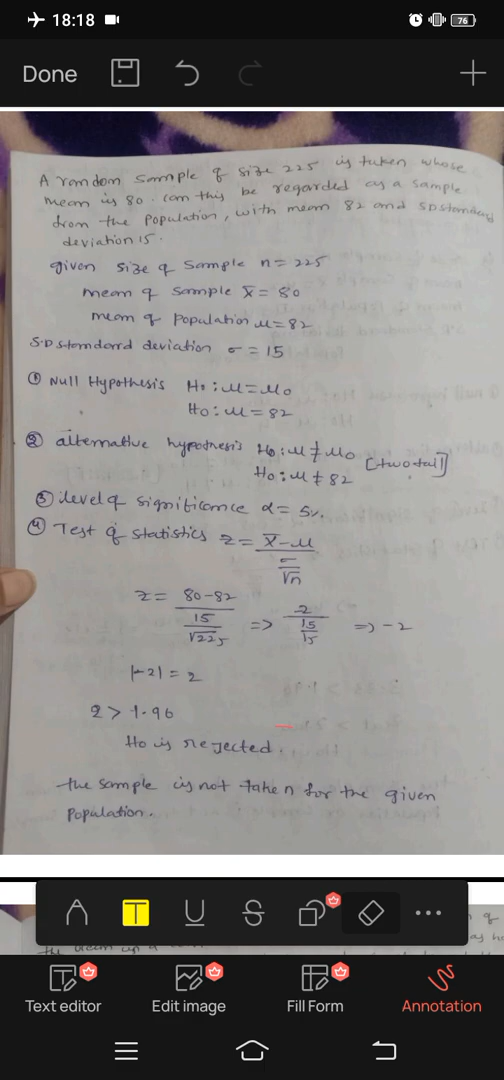 18:18
76
Done
A random sample of size 225 is taken whose
mean is 80. can this be regarded as a sample
from the population, with mean 82 and SD standard
deviation 15.
given size of sample n = 225
mean of sample x̄ = 80
mean of population μ = 82
S.D standard deviation σ = 15
① Null Hypothesis H₀ : μ = μ₀
H₀ : μ = 82
② alternative hypothesis H₀ : μ ≠ μ₀
H₀ : μ ≠ 82 [two tail]
③ level of significance α = 5%
④ Test of statistics z = (x̄ - μ) / (σ/√n)
z = (80-82) / (15/√225) => -2 / (15/15) => -2
|-2| = 2
2 > 1.96
H₀ is rejected.
the sample is not taken for the given
population.
T
U
S
Text editor
Edit image
Fill Form
Annotation